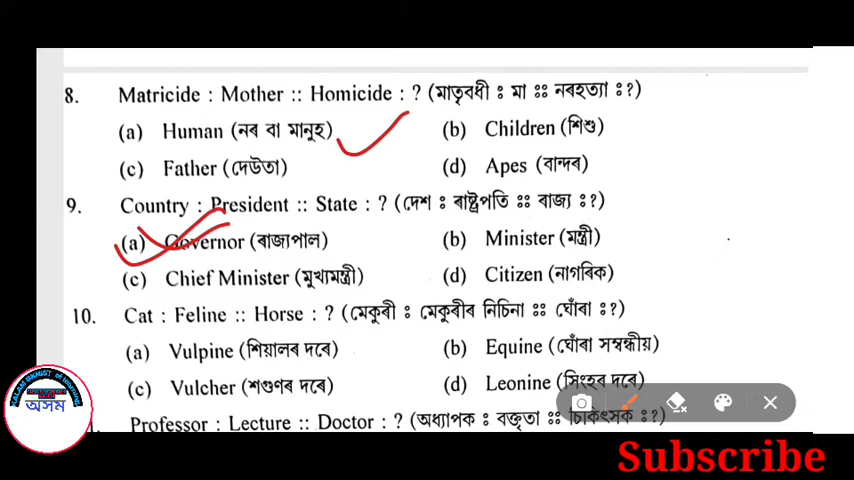 8. Matricide : Mother :: Homicide : ? (মাতৃবধী ঃ মা ঃঃ নৰহত্যা ঃ?)
(a) Human (নৰ বা মানুহ) (b) Children (শিশু)
(c) Father (দেউতা) (d) Apes (বান্দৰ)
9. Country : President :: State : ? (দেশ ঃ ৰাষ্ট্ৰপতি ঃঃ ৰাজ্য ঃ?)
(a) Governor (ৰাজ্যপাল) (b) Minister (মন্ত্ৰী)
(c) Chief Minister (মুখ্যমন্ত্ৰী) (d) Citizen (নাগৰিক)
10. Cat : Feline :: Horse : ? (মেকুৰী ঃ মেকুৰীৰ নিচিনা ঃঃ ঘোঁৰা ঃ?)
(a) Vulpine (শিয়ালৰ দৰে) (b) Equine (ঘোঁৰা সম্বন্ধীয়)
(c) Vulcher (শগুণৰ দৰে) (d) Leonine (সিংহৰ দৰে)
Professor : Lecture :: Doctor : ? (অধ্যাপক ঃ বক্তৃতা ঃঃ চিকিৎসক ঃ?)
অসম
Subscribe